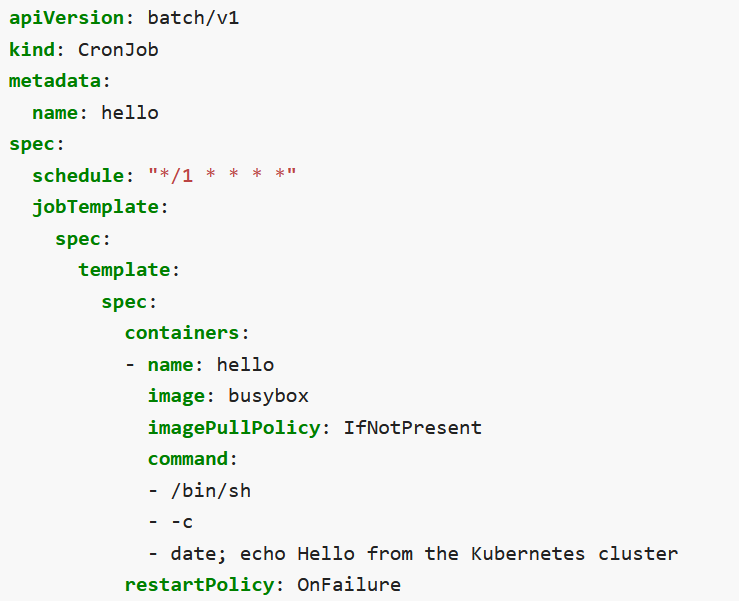 apiVersion: batch/v1
kind: CronJob
metadata:
  name: hello
spec:
  schedule: "*/1 * * * *"
  jobTemplate:
    spec:
      template:
        spec:
          containers:
          - name: hello
            image: busybox
            imagePullPolicy: IfNotPresent
            command:
            - /bin/sh
            - -c
            - date; echo Hello from the Kubernetes cluster
          restartPolicy: OnFailure